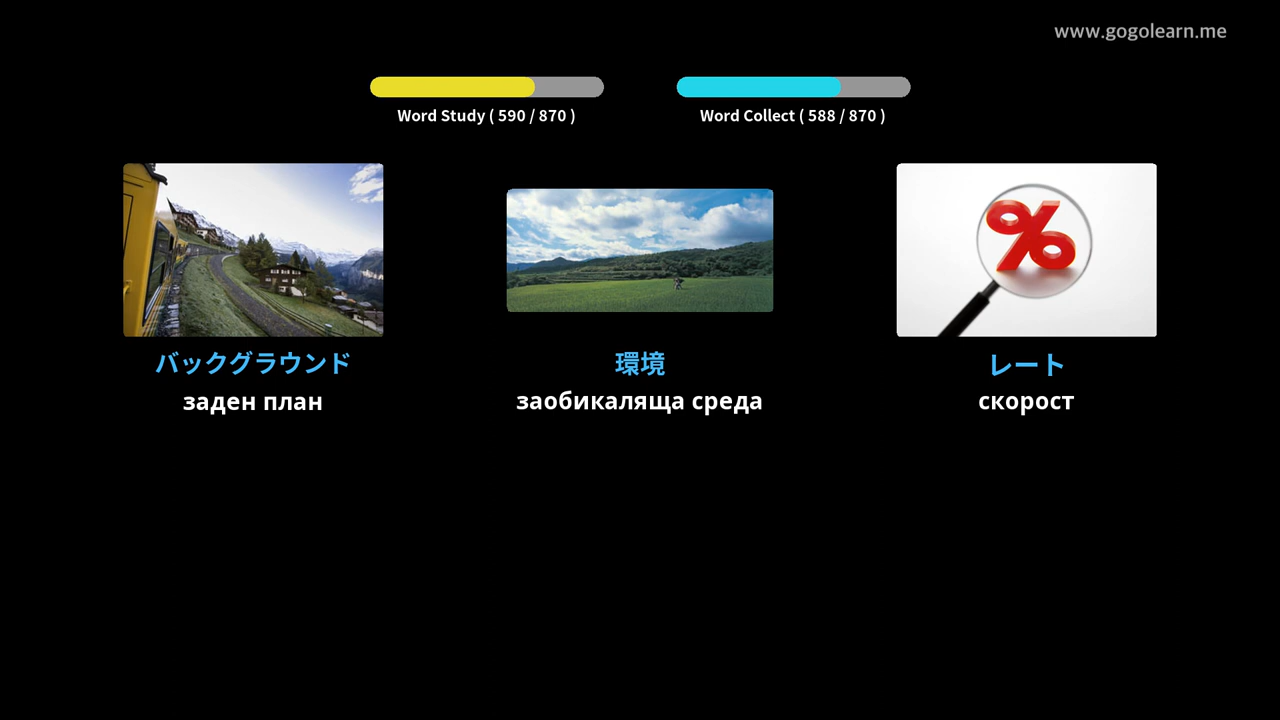 www.gogolearn.me
Word Study ( 590 / 870 )
Word Collect ( 588 / 870 )
%
バックグラウンド
заден план
環境
заобикаляща среда
レート
скорост